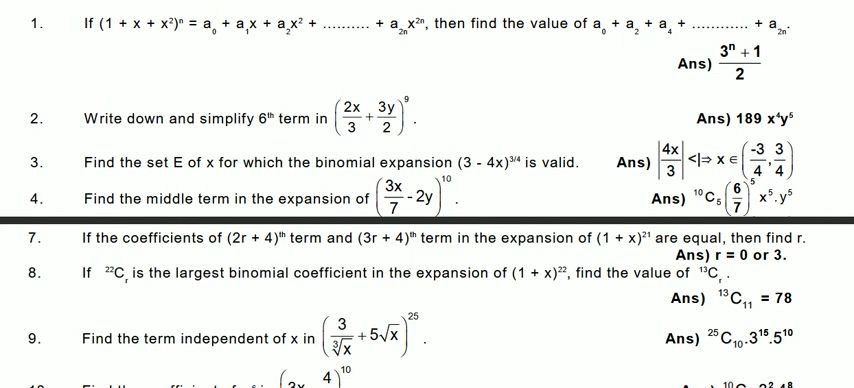 1. If (1 + x + x²)ⁿ = a₀ + a₁x + a₂x² + .......... + a₂ₙx²ⁿ, then find the value of a₀ + a₂ + a₄ + ............ + a₂ₙ.
Ans) (3ⁿ + 1)/2
2. Write down and simplify 6ᵗʰ term in (2x/3 + 3y/2)⁹ . Ans) 189 x⁴y⁵
3. Find the set E of x for which the binomial expansion (3 - 4x)³ᐟ⁴ is valid. Ans) |4x/3| <|⇒ x ∈ (-3/4, 3/4)
4. Find the middle term in the expansion of (3x/7 - 2y)¹⁰ . Ans) ¹⁰C₅ (6/7)⁵ x⁵.y⁵
7. If the coefficients of (2r + 4)ᵗʰ term and (3r + 4)ᵗʰ term in the expansion of (1 + x)²¹ are equal, then find r.
Ans) r = 0 or 3.
8. If ²²Cᵣ is the largest binomial coefficient in the expansion of (1 + x)²², find the value of ¹³Cᵣ .
Ans) ¹³C₁₁ = 78
9. Find the term independent of x in (3/∛x + 5√x)²⁵ . Ans) ²⁵C₁₀.3¹⁵.5¹⁰